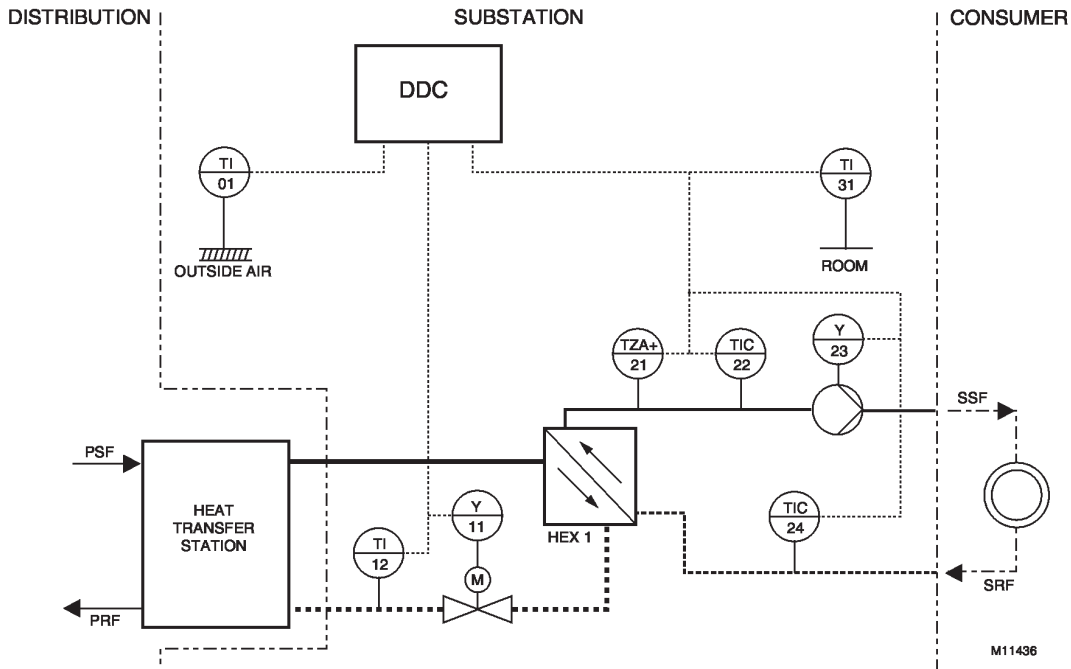 DISTRIBUTION
SUBSTATION
CONSUMER
DDC
TI
01
TI
31
OUTSIDE AIR
ROOM
TZA+
21
TIC
22
Y
23
SSF
PSF
HEAT
TRANSFER
STATION
Y
11
HEX 1
TIC
24
TI
12
M
SRF
PRF
M11436